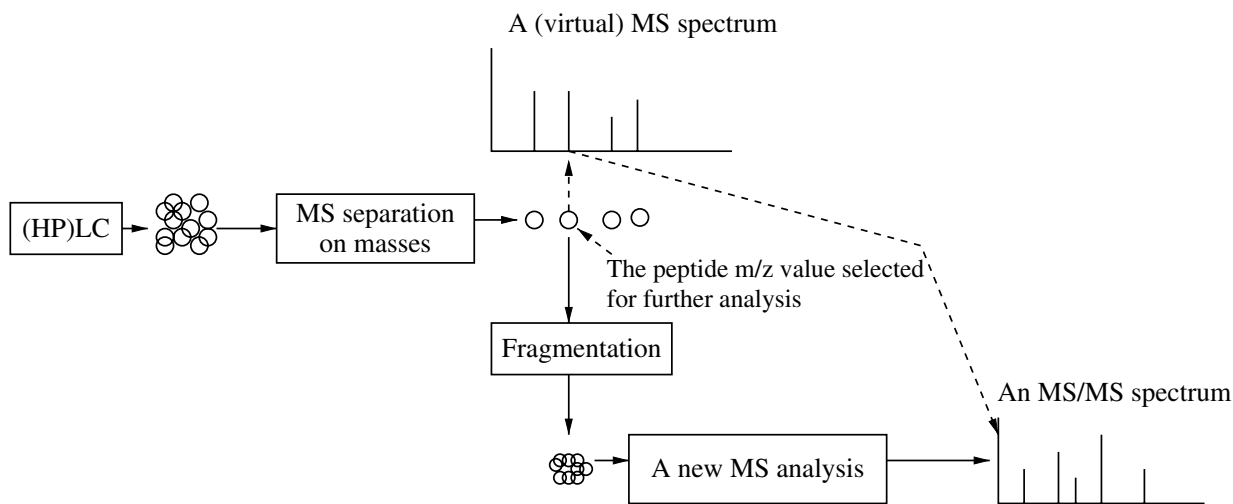 A (virtual) MS spectrum
(HP)LC
MS separation
on masses
The peptide m/z value selected
for further analysis
Fragmentation
An MS/MS spectrum
A new MS analysis